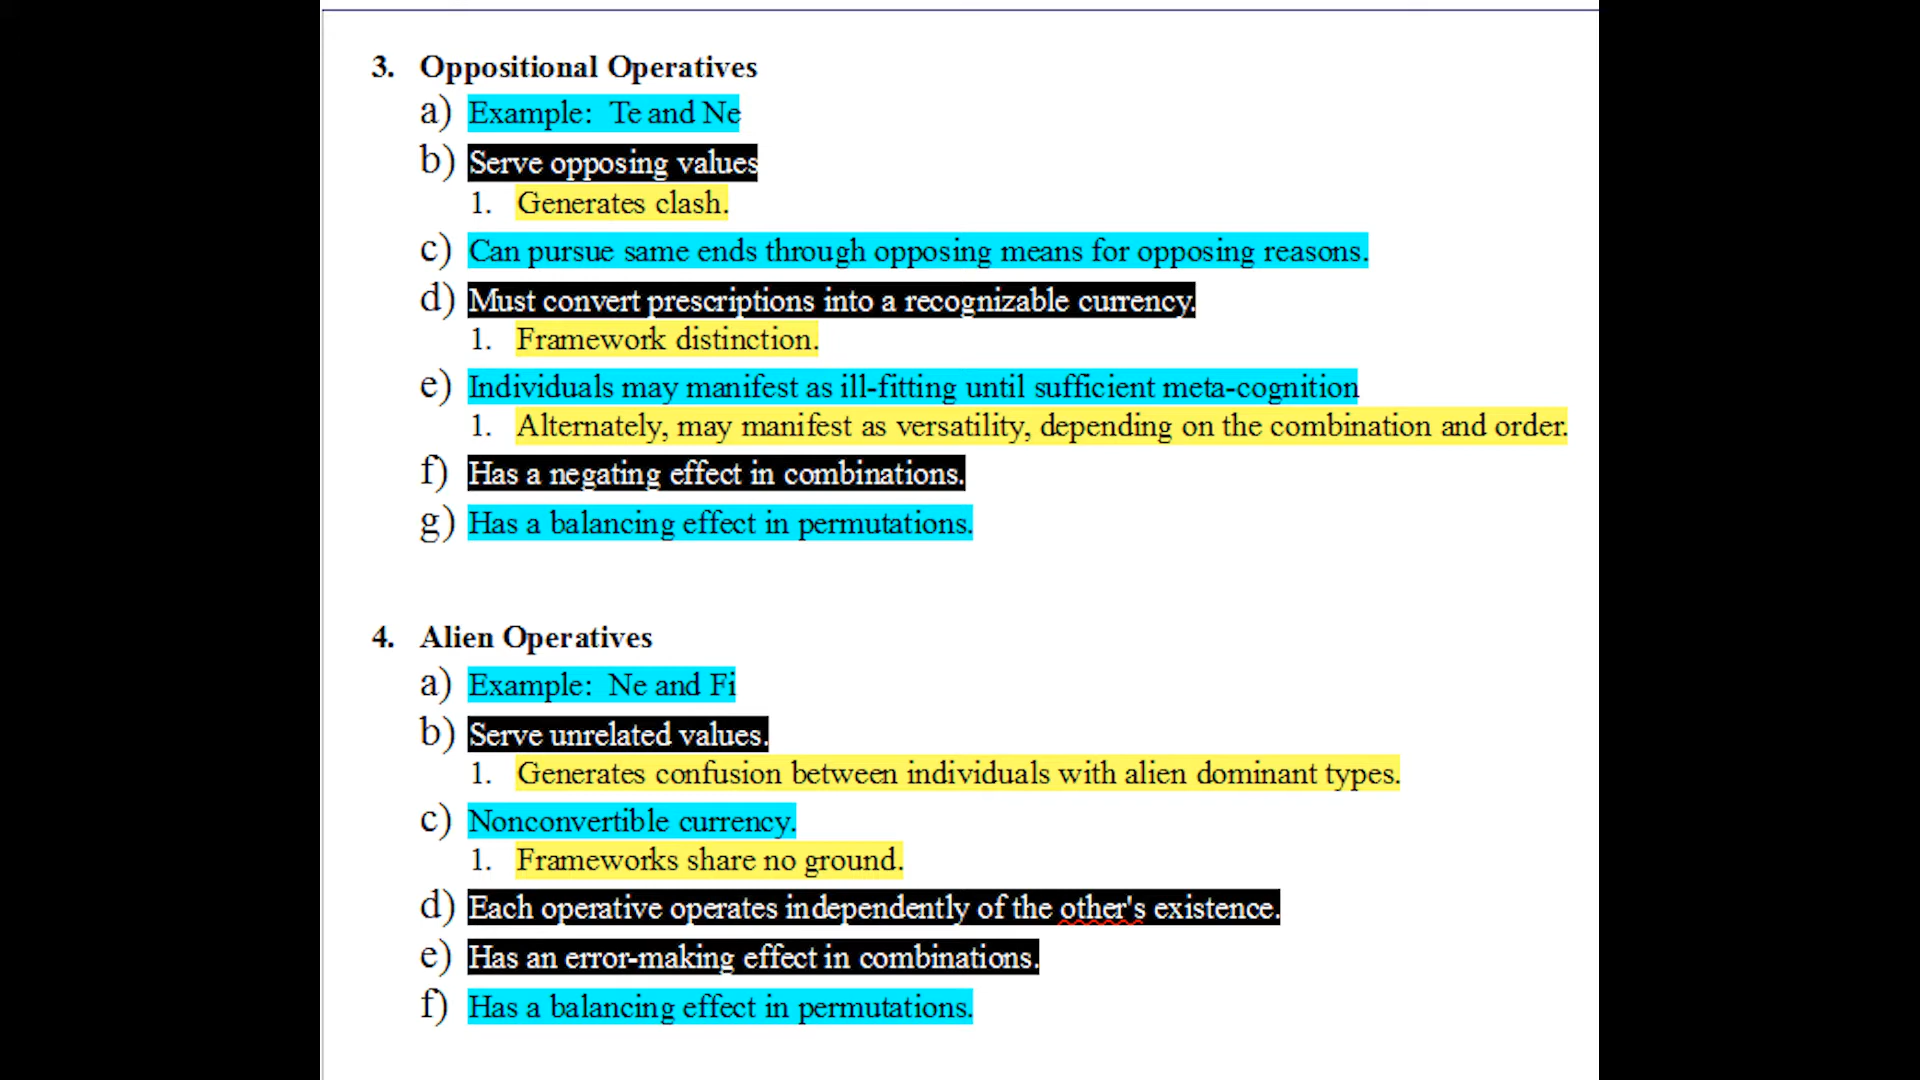 3. Oppositional Operatives
a) Example: Te and Ne
b) Serve opposing values
1. Generates clash.
c) Can pursue same ends through opposing means for opposing reasons.
d) Must convert prescriptions into a recognizable currency.
1. Framework distinction.
e) Individuals may manifest as ill-fitting until sufficient meta-cognition
1. Alternately, may manifest as versatility, depending on the combination and order.
f) Has a negating effect in combinations.
g) Has a balancing effect in permutations.
4. Alien Operatives
a) Example: Ne and Fi
b) Serve unrelated values.
1. Generates confusion between individuals with alien dominant types.
c) Nonconvertible currency.
1. Frameworks share no ground.
d) Each operative operates independently of the other's existence.
e) Has an error-making effect in combinations.
f) Has a balancing effect in permutations.